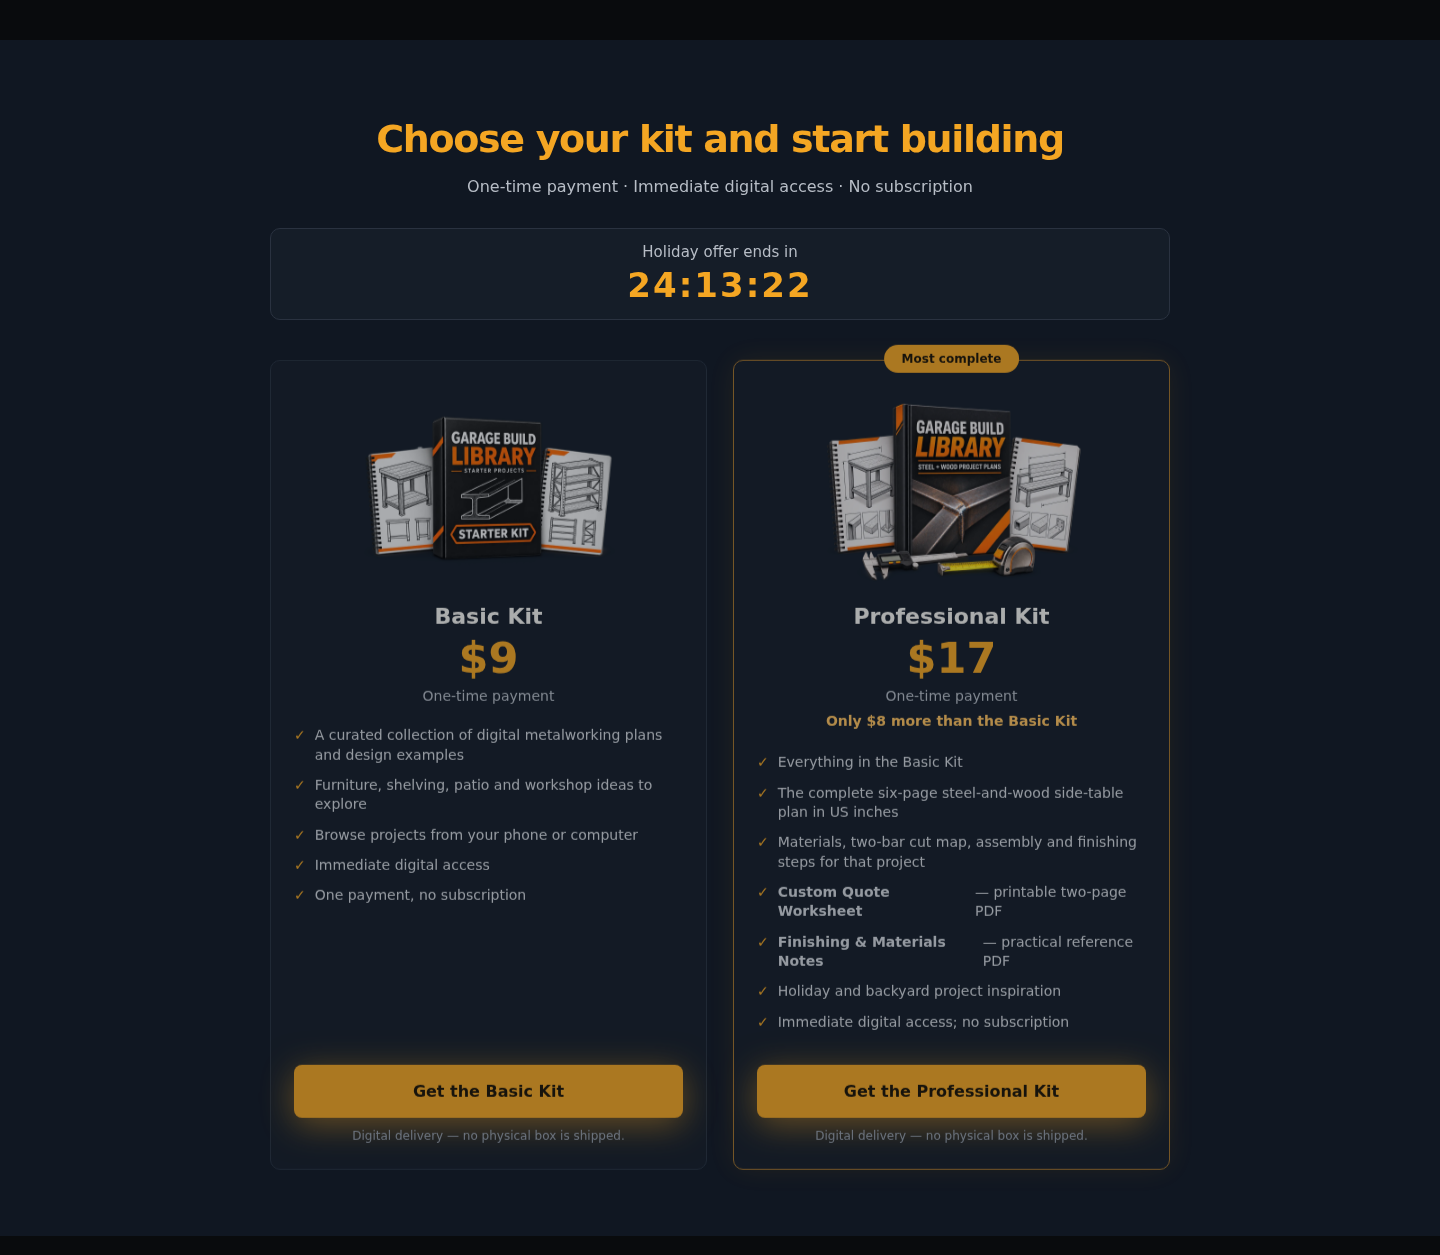 Choose your kit and start building
One-time payment · Immediate digital access · No subscription
Holiday offer ends in
24:13:22
GARAGE BUILD
LIBRARY
STARTER PROJECTS
STARTER KIT
Basic Kit
$9
One-time payment
✓ A curated collection of digital metalworking plans
and design examples
✓ Furniture, shelving, patio and workshop ideas to
explore
✓ Browse projects from your phone or computer
✓ Immediate digital access
✓ One payment, no subscription
Get the Basic Kit
Digital delivery — no physical box is shipped.
Most complete
GARAGE BUILD
LIBRARY
STEEL + WOOD PROJECT PLANS
Professional Kit
$17
One-time payment
Only $8 more than the Basic Kit
✓ Everything in the Basic Kit
✓ The complete six-page steel-and-wood side-table
plan in US inches
✓ Materials, two-bar cut map, assembly and finishing
steps for that project
✓ Custom Quote Worksheet — printable two-page PDF
✓ Finishing & Materials Notes — practical reference PDF
✓ Holiday and backyard project inspiration
✓ Immediate digital access; no subscription
Get the Professional Kit
Digital delivery — no physical box is shipped.